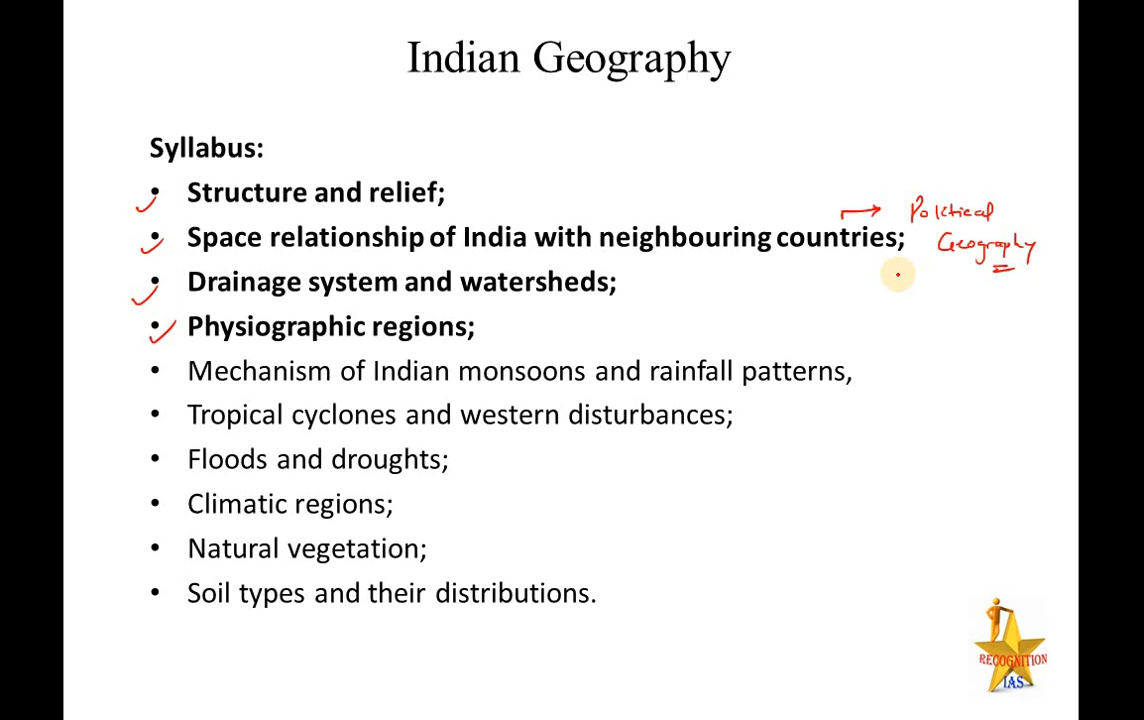 Indian Geography
Syllabus:
• Structure and relief;
• Space relationship of India with neighbouring countries;
→ Political
Geography
• Drainage system and watersheds;
• Physiographic regions;
• Mechanism of Indian monsoons and rainfall patterns,
• Tropical cyclones and western disturbances;
• Floods and droughts;
• Climatic regions;
• Natural vegetation;
• Soil types and their distributions.
RECOGNITION
IAS